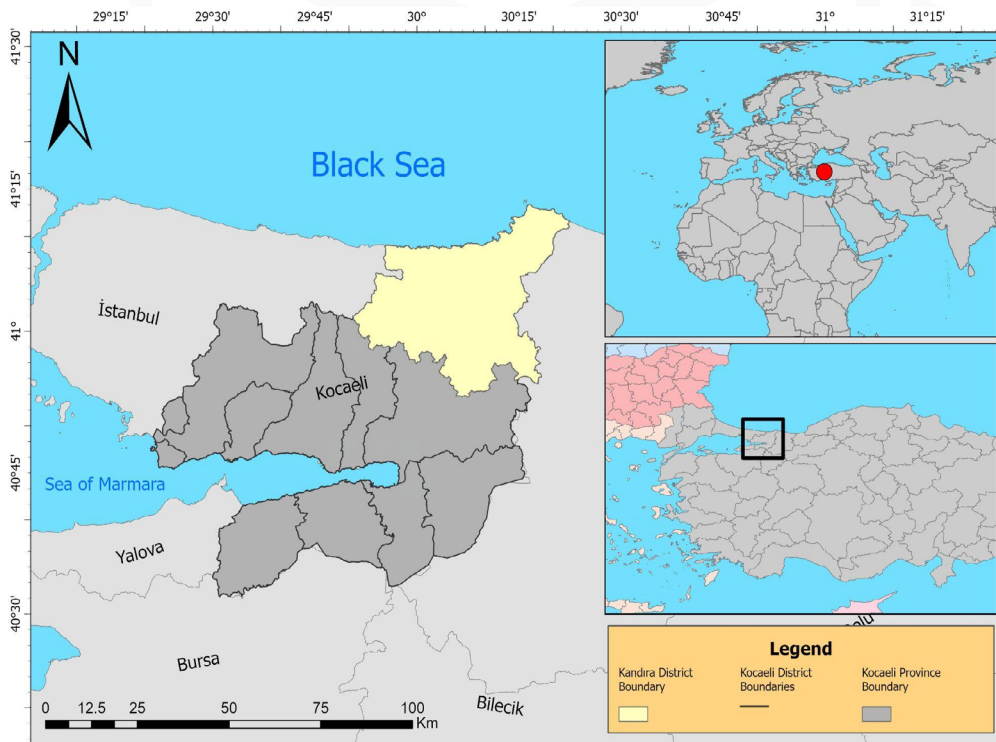 29°15' 29°30' 29°45' 30° 30°15' 30°30' 30°45' 31° 31°15'
41°30'
41°15'
41°
40°45'
40°30'
N
Black Sea
İstanbul
Kocaeli
Sea of Marmara
Yalova
Bursa
Bilecik
0 12.5 25 50 75 100
Km
olu
Legend
Kandıra District
Boundary
Kocaeli District
Boundaries
Kocaeli Province
Boundary